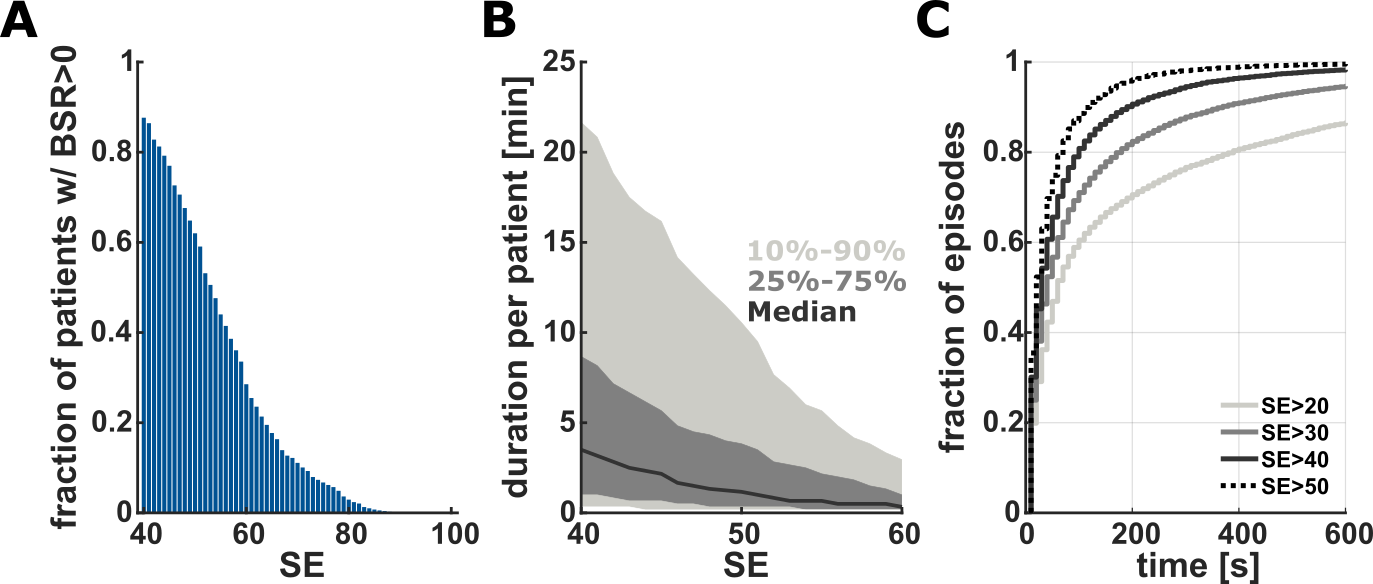 A
fraction of patients w/ BSR>0
1
0.8
0.6
0.4
0.2
0
40
60
80
100
SE
B
duration per patient [min]
25
20
15
10
5
0
40
50
60
SE
10%-90%
25%-75%
Median
C
fraction of episodes
1
0.8
0.6
0.4
0.2
0
0
200
400
600
time [s]
SE>20
SE>30
SE>40
SE>50